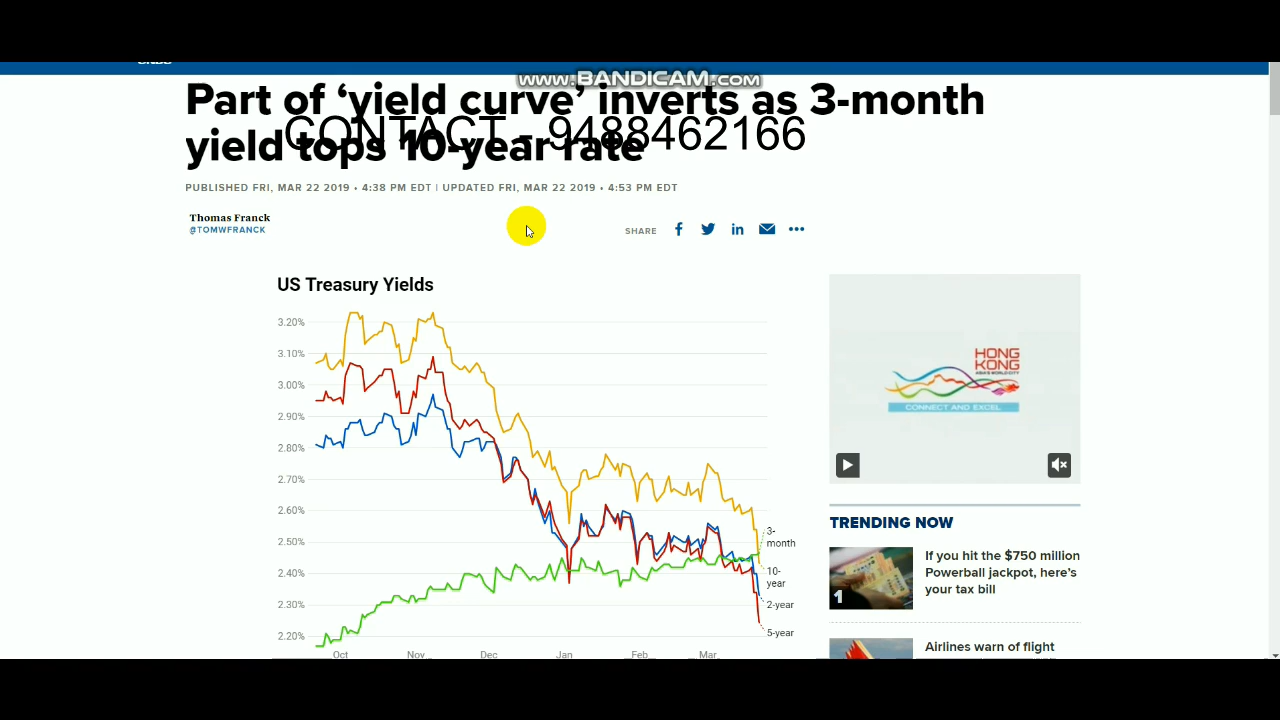 www.BANDICAM.com
Part of ‘yield curve’ inverts as 3-month
CONTACT - 9488462166
yield tops 10-year rate
PUBLISHED FRI, MAR 22 2019 • 4:38 PM EDT | UPDATED FRI, MAR 22 2019 • 4:53 PM EDT
Thomas Franck
@TOMWFRANCK
SHARE
US Treasury Yields
3.20%
3.10%
3.00%
2.90%
2.80%
2.70%
2.60%
2.50%
2.40%
2.30%
2.20%
3-
month
10-
year
2-year
5-year
Oct
Nov
Dec
Jan
Feb
Mar
HONG
KONG
ASIA'S WORLD CITY
CONNECT AND EXCEL
TRENDING NOW
1
If you hit the $750 million
Powerball jackpot, here’s
your tax bill
Airlines warn of flight